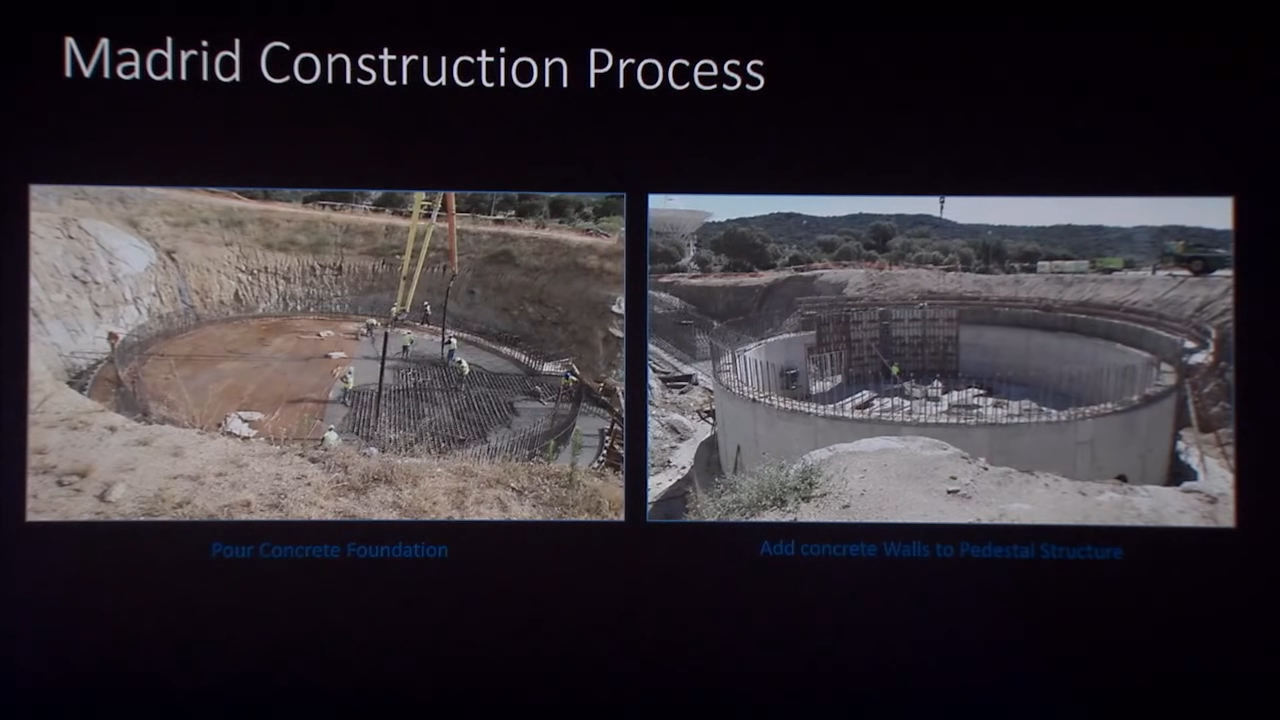 Madrid Construction Process
Pour Concrete Foundation
Add concrete Walls to Pedestal Structure